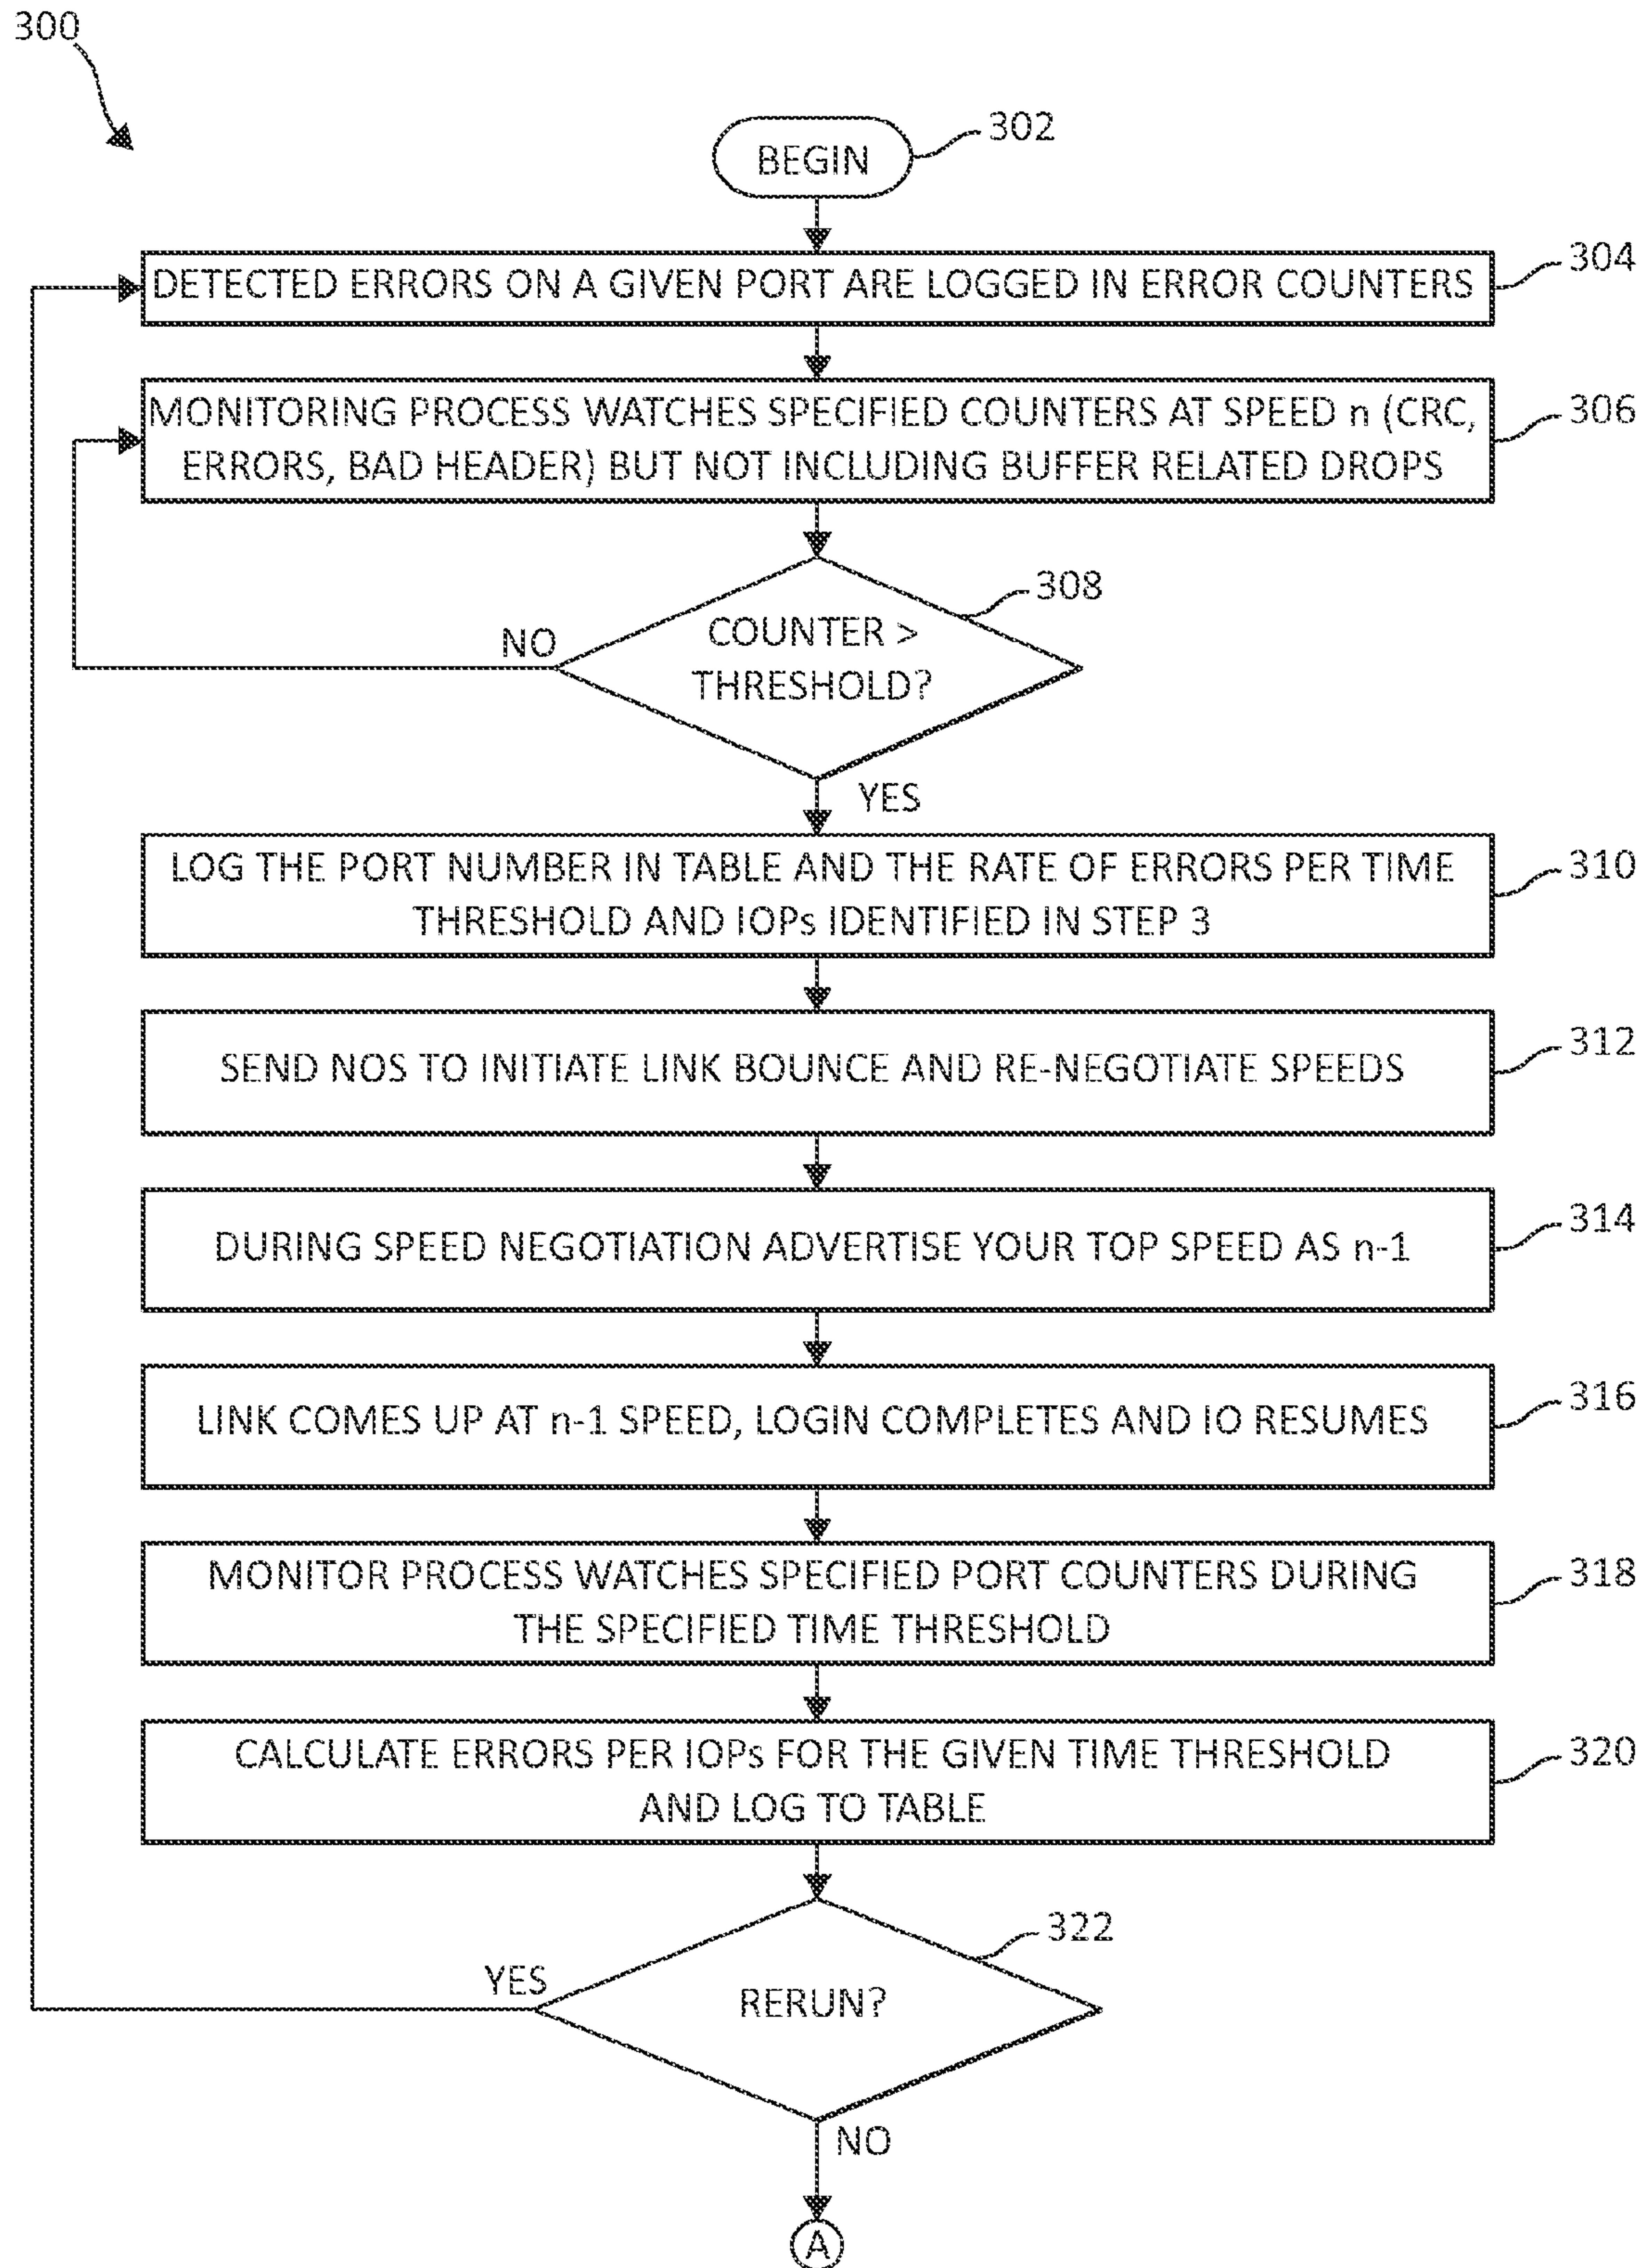 300
BEGIN
302
DETECTED ERRORS ON A GIVEN PORT ARE LOGGED IN ERROR COUNTERS
304
MONITORING PROCESS WATCHES SPECIFIED COUNTERS AT SPEED n (CRC,
ERRORS, BAD HEADER) BUT NOT INCLUDING BUFFER RELATED DROPS
306
308
NO
COUNTER >
THRESHOLD?
YES
LOG THE PORT NUMBER IN TABLE AND THE RATE OF ERRORS PER TIME
THRESHOLD AND IOPs IDENTIFIED IN STEP 3
310
SEND NOS TO INITIATE LINK BOUNCE AND RE-NEGOTIATE SPEEDS
312
DURING SPEED NEGOTIATION ADVERTISE YOUR TOP SPEED AS n-1
314
LINK COMES UP AT n-1 SPEED, LOGIN COMPLETES AND IO RESUMES
316
MONITOR PROCESS WATCHES SPECIFIED PORT COUNTERS DURING
THE SPECIFIED TIME THRESHOLD
318
CALCULATE ERRORS PER IOPs FOR THE GIVEN TIME THRESHOLD
AND LOG TO TABLE
320
322
YES
RERUN?
NO
A